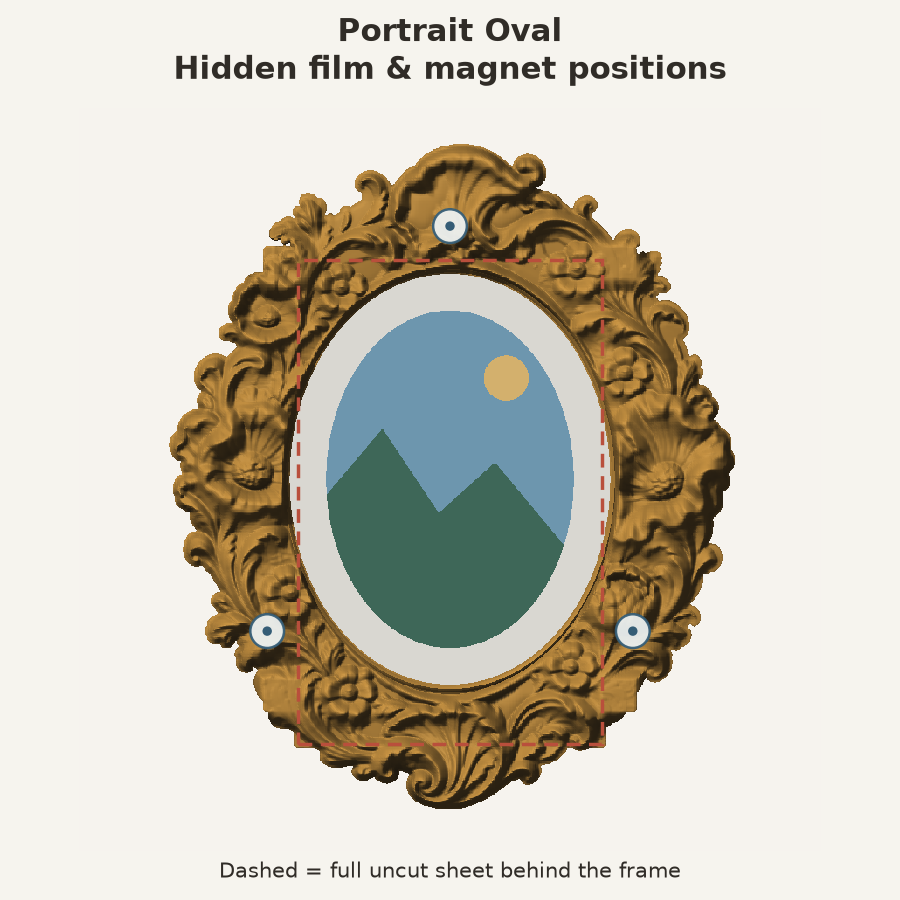 Portrait Oval
Hidden film & magnet positions
Dashed = full uncut sheet behind the frame